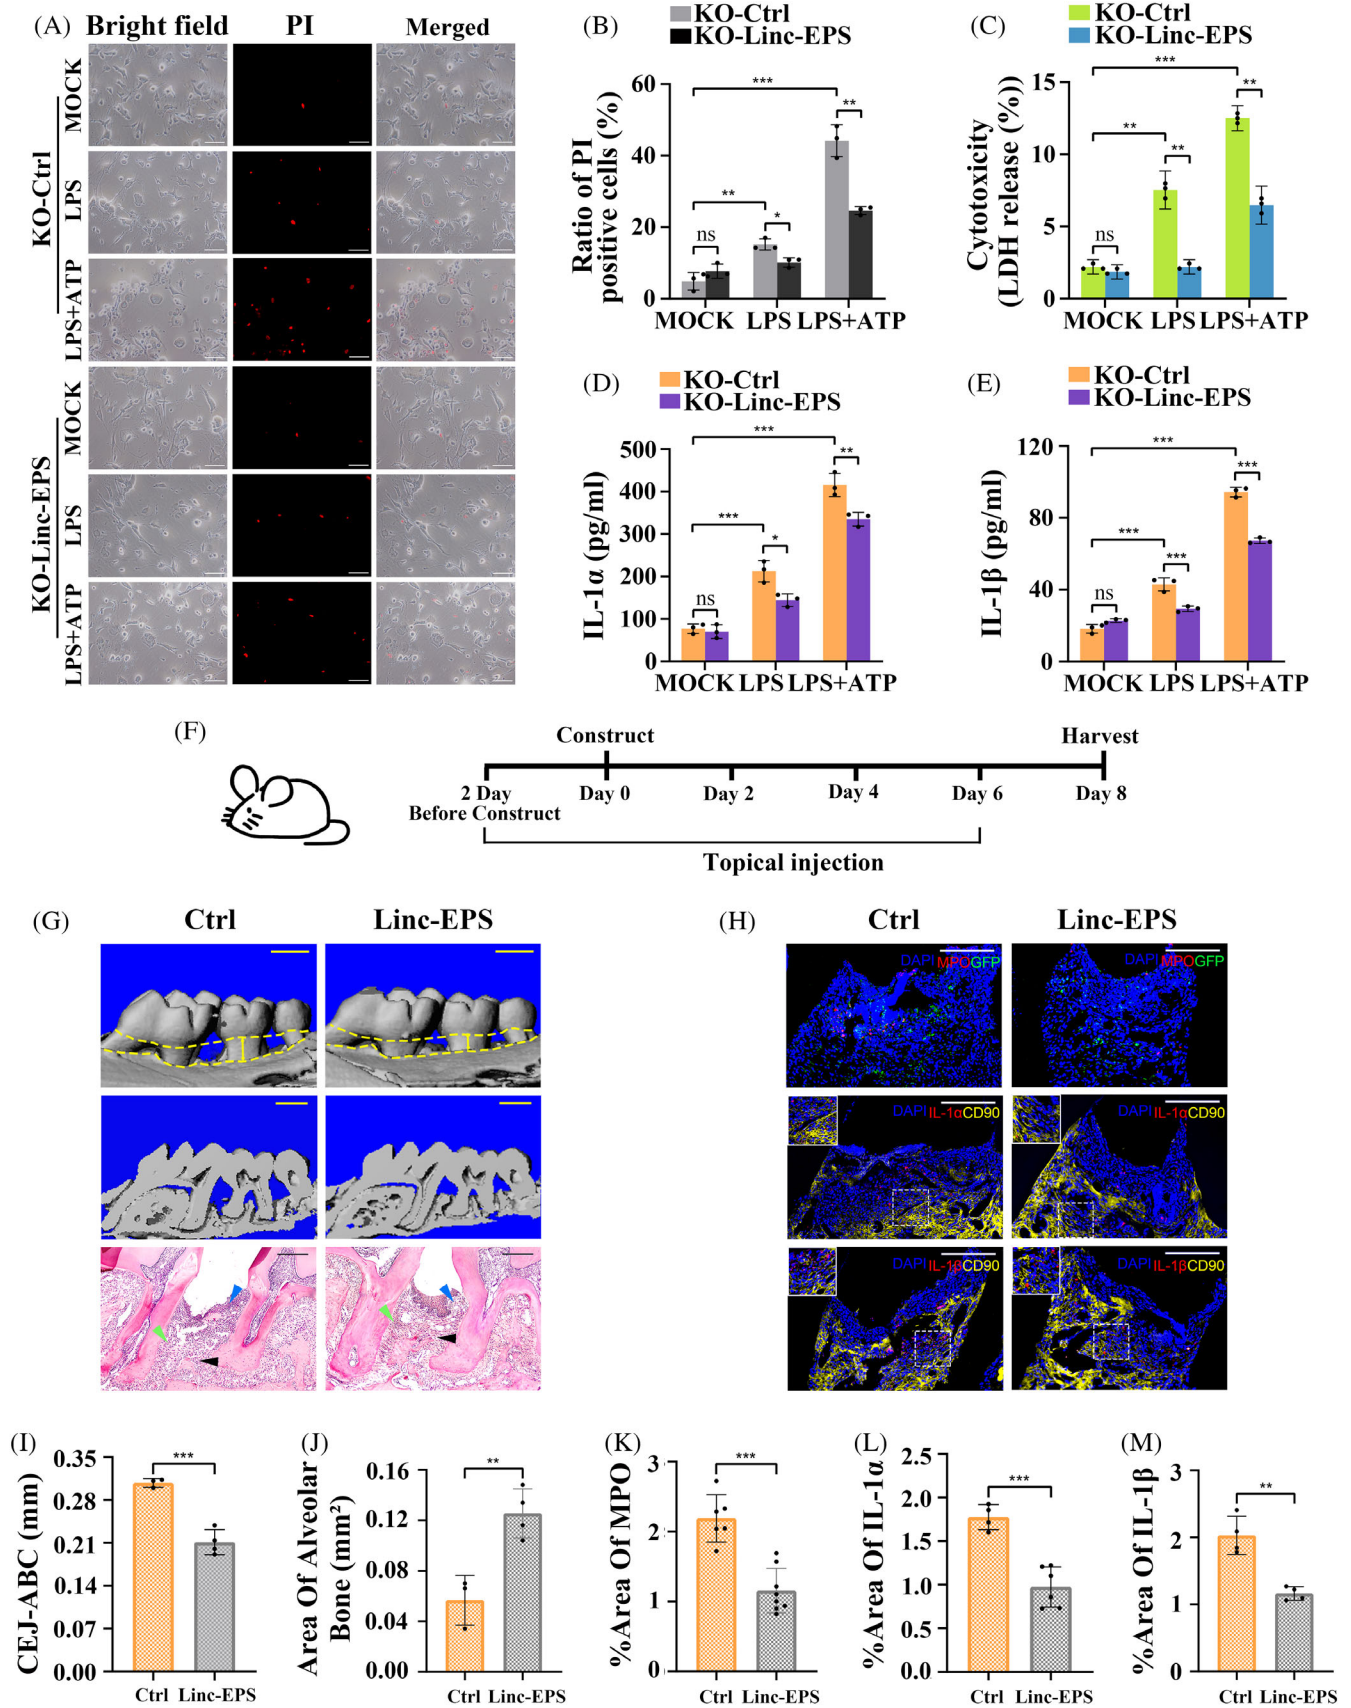 (A)
Bright field
PI
Merged
KO-Ctrl
MOCK
LPS
LPS+ATP
KO-Linc-EPS
MOCK
LPS
LPS+ATP
(B)
KO-Ctrl
KO-Linc-EPS
Ratio of PI
positive cells (%)
60
40
20
0
***
**
**
*
ns
MOCK LPS LPS+ATP
(C)
KO-Ctrl
KO-Linc-EPS
Cytotoxicity
(LDH release (%))
15
10
5
0
***
**
**
**
ns
MOCK LPS LPS+ATP
(D)
KO-Ctrl
KO-Linc-EPS
IL-1α (pg/ml)
500
400
300
200
100
0
***
**
***
*
ns
MOCK LPS LPS+ATP
(E)
KO-Ctrl
KO-Linc-EPS
IL-1β (pg/ml)
120
80
40
0
***
***
***
***
ns
MOCK LPS LPS+ATP
(F)
Construct
Harvest
2 Day
Before Construct
Day 0
Day 2
Day 4
Day 6
Day 8
Topical injection
(G)
Ctrl
Linc-EPS
(H)
Ctrl
Linc-EPS
DAPI MPO GFP
DAPI MPO GFP
DAPI IL-1α CD90
DAPI IL-1α CD90
DAPI IL-1β CD90
DAPI IL-1β CD90
(I)
CEJ-ABC (mm)
0.35
0.28
0.21
0.14
0.07
0.00
***
Ctrl Linc-EPS
(J)
Area Of Alveolar
Bone (mm²)
0.16
0.12
0.08
0.04
0.00
**
Ctrl Linc-EPS
(K)
%Area Of MPO
3
2
1
0
***
Ctrl Linc-EPS
(L)
%Area Of IL-1α
2.5
2.0
1.5
1.0
0.5
0.0
***
Ctrl Linc-EPS
(M)
%Area Of IL-1β
3
2
1
0
**
Ctrl Linc-EPS